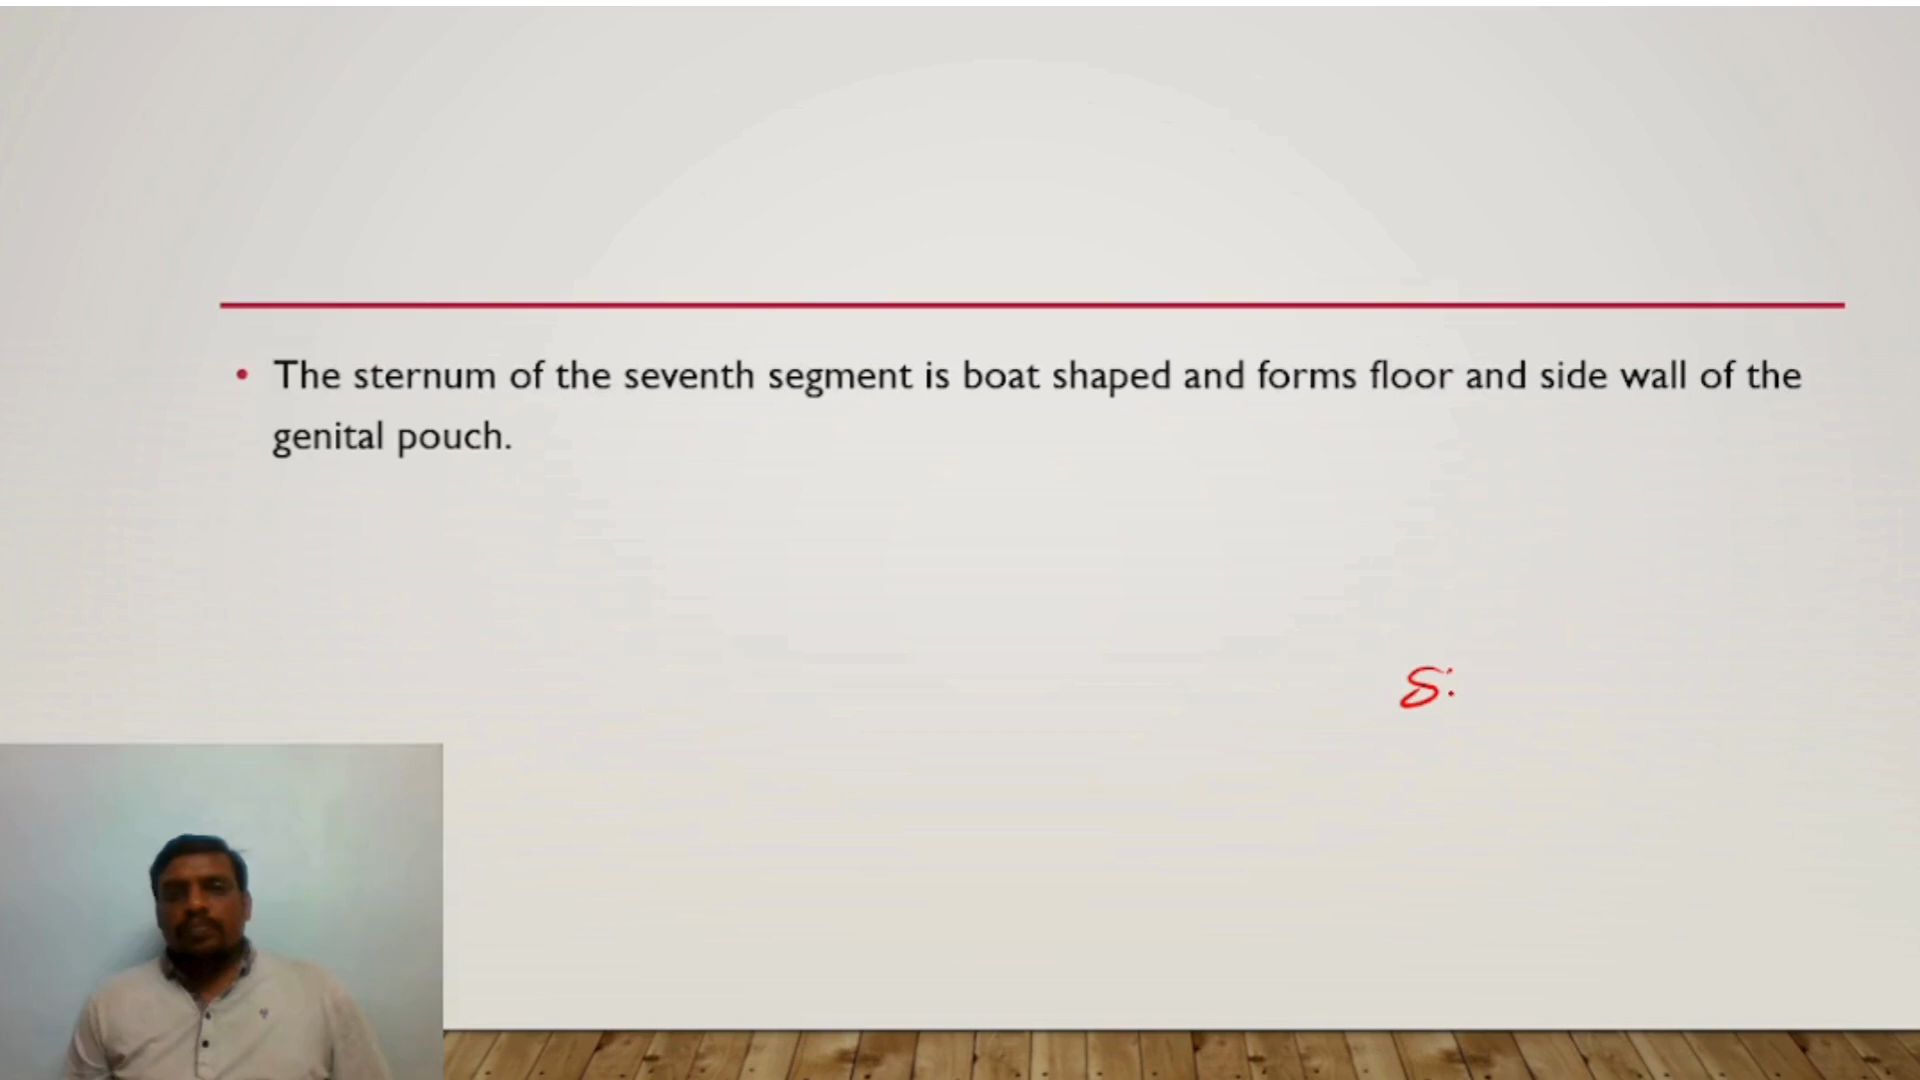 • The sternum of the seventh segment is boat shaped and forms floor and side wall of the
genital pouch.
S: